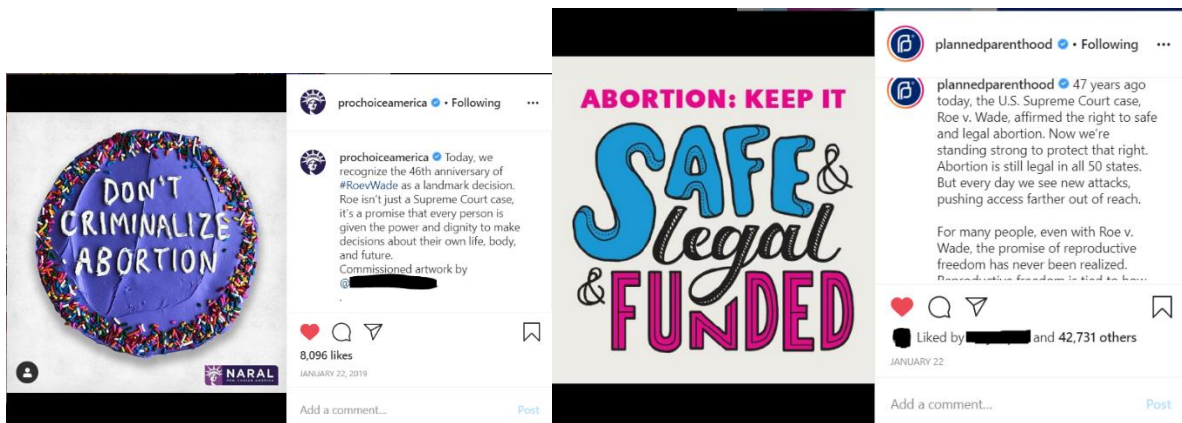 DON'T
CRIMINALIZE
ABORTION
NARAL
prochoiceamerica • Following
prochoiceamerica Today, we
recognize the 46th anniversary of
#RoevWade as a landmark decision.
Roe isn't just a Supreme Court case,
it's a promise that every person is
given the power and dignity to make
decisions about their own life, body,
and future.
Commissioned artwork by
@
.
8,096 likes
JANUARY 22, 2019
Add a comment... Post
ABORTION: KEEP IT
SAFE &
legal
& FUNDED
plannedparenthood • Following
plannedparenthood 47 years ago
today, the U.S. Supreme Court case,
Roe v. Wade, affirmed the right to safe
and legal abortion. Now we're
standing strong to protect that right.
Abortion is still legal in all 50 states.
But every day we see new attacks,
pushing access farther out of reach.
For many people, even with Roe v.
Wade, the promise of reproductive
freedom has never been realized.
Reproductive freedom is tied to how
Liked by and 42,731 others
JANUARY 22
Add a comment... Post